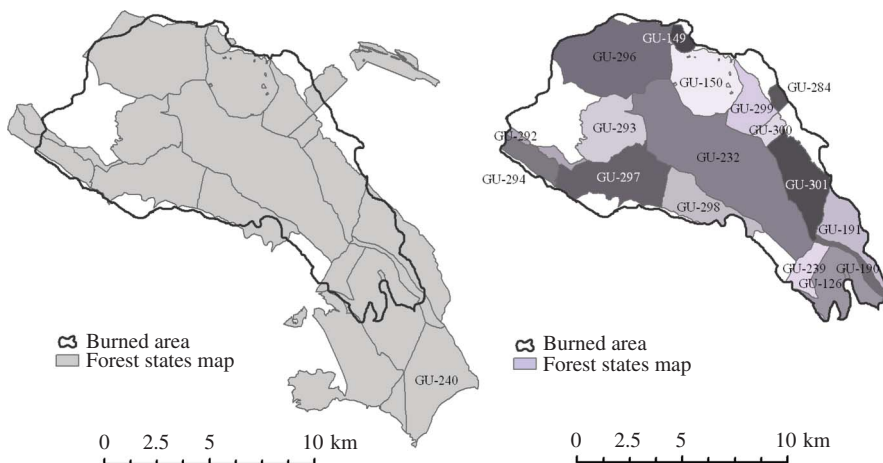 GU-240
Burned area
Forest states map
0 2.5 5 10 km
GU-149
GU-296
GU-150
GU-284
GU-299
GU-300
GU-293
GU-292
GU-232
GU-294
GU-297
GU-301
GU-298
GU-191
GU-239
GU-190
GU-126
Burned area
Forest states map
0 2.5 5 10 km